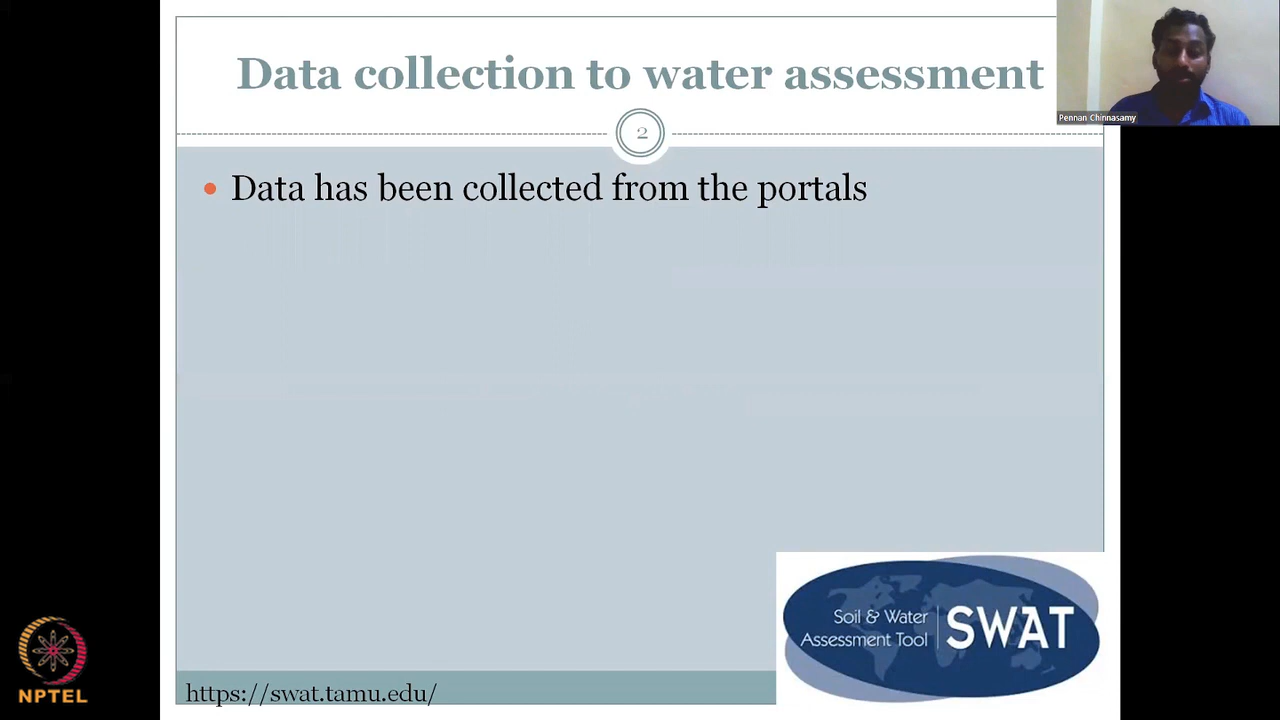 Data collection to water assessment
Pennan Chinnasamy
2
Data has been collected from the portals
Soil & Water
Assessment Tool
SWAT
NPTEL
https://swat.tamu.edu/